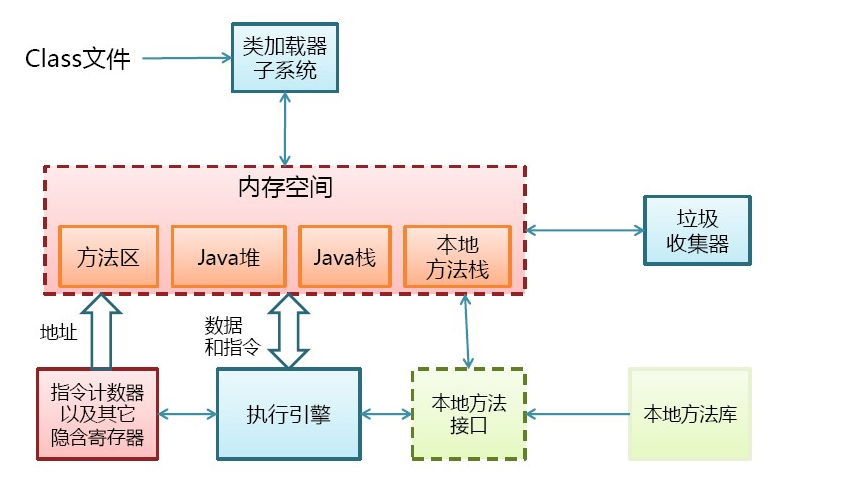 Class文件
类加载器
子系统
内存空间
方法区
Java堆
Java栈
本地
方法栈
垃圾
收集器
地址
数据
和指令
指令计数器
以及其它
隐含寄存器
执行引擎
本地方法
接口
本地方法库